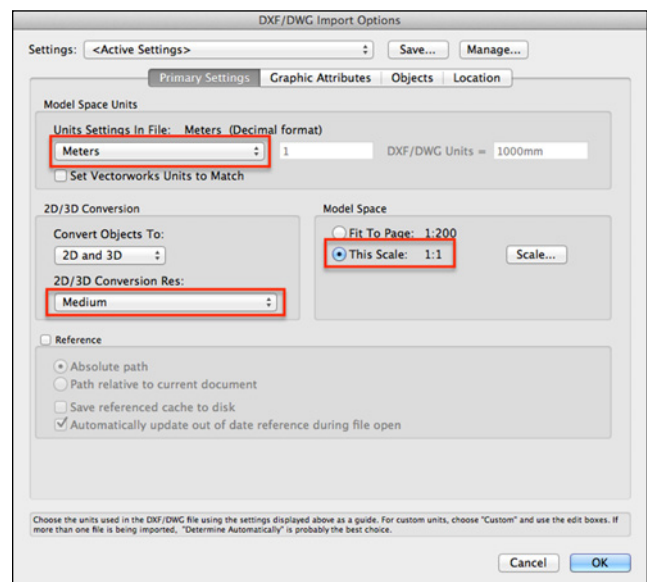 DXF/DWG Import Options
Settings: <Active Settings> Save... Manage...
Primary Settings Graphic Attributes Objects Location
Model Space Units
Units Settings In File: Meters (Decimal format)
Meters 1 DXF/DWG Units = 1000mm
Set Vectorworks Units to Match
2D/3D Conversion
Convert Objects To:
2D and 3D
2D/3D Conversion Res:
Medium
Model Space
Fit To Page: 1:200
This Scale: 1:1 Scale...
Reference
Absolute path
Path relative to current document
Save referenced cache to disk
Automatically update out of date reference during file open
Choose the units used in the DXF/DWG file using the settings displayed above as a guide. For custom units, choose "Custom" and use the edit boxes. If
more than one file is being imported, "Determine Automatically" is probably the best choice.
Cancel OK